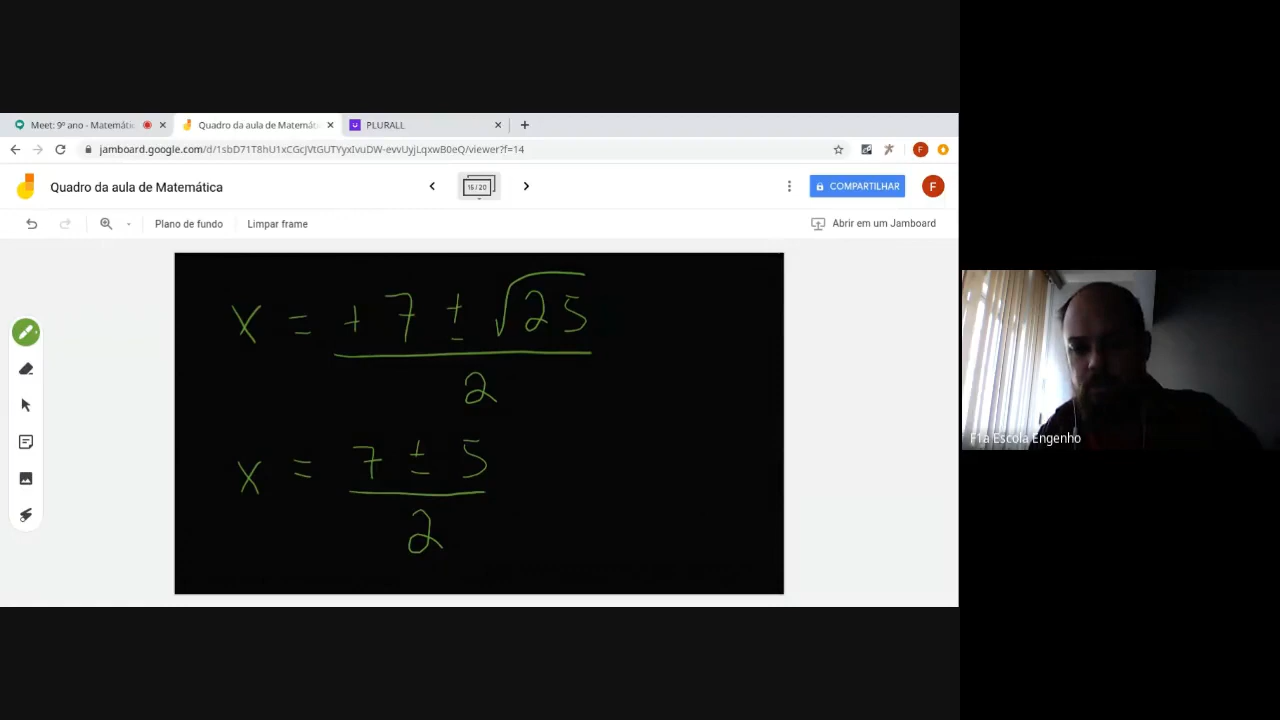 Meet: 9º ano - Matemátic
Quadro da aula de Matemát
PLURALL
jamboard.google.com/d/1sbD71T8hU1xCGcjVtGUTYyxIvuDW-evvUyjLqxwB0eQ/viewer?f=14
Quadro da aula de Matemática
16 / 20
COMPARTILHAR
F
Plano de fundo
Limpar frame
Abrir em um Jamboard
x = + 7 ± √25
2
x = 7 ± 5
2
F1a Escola Engenho